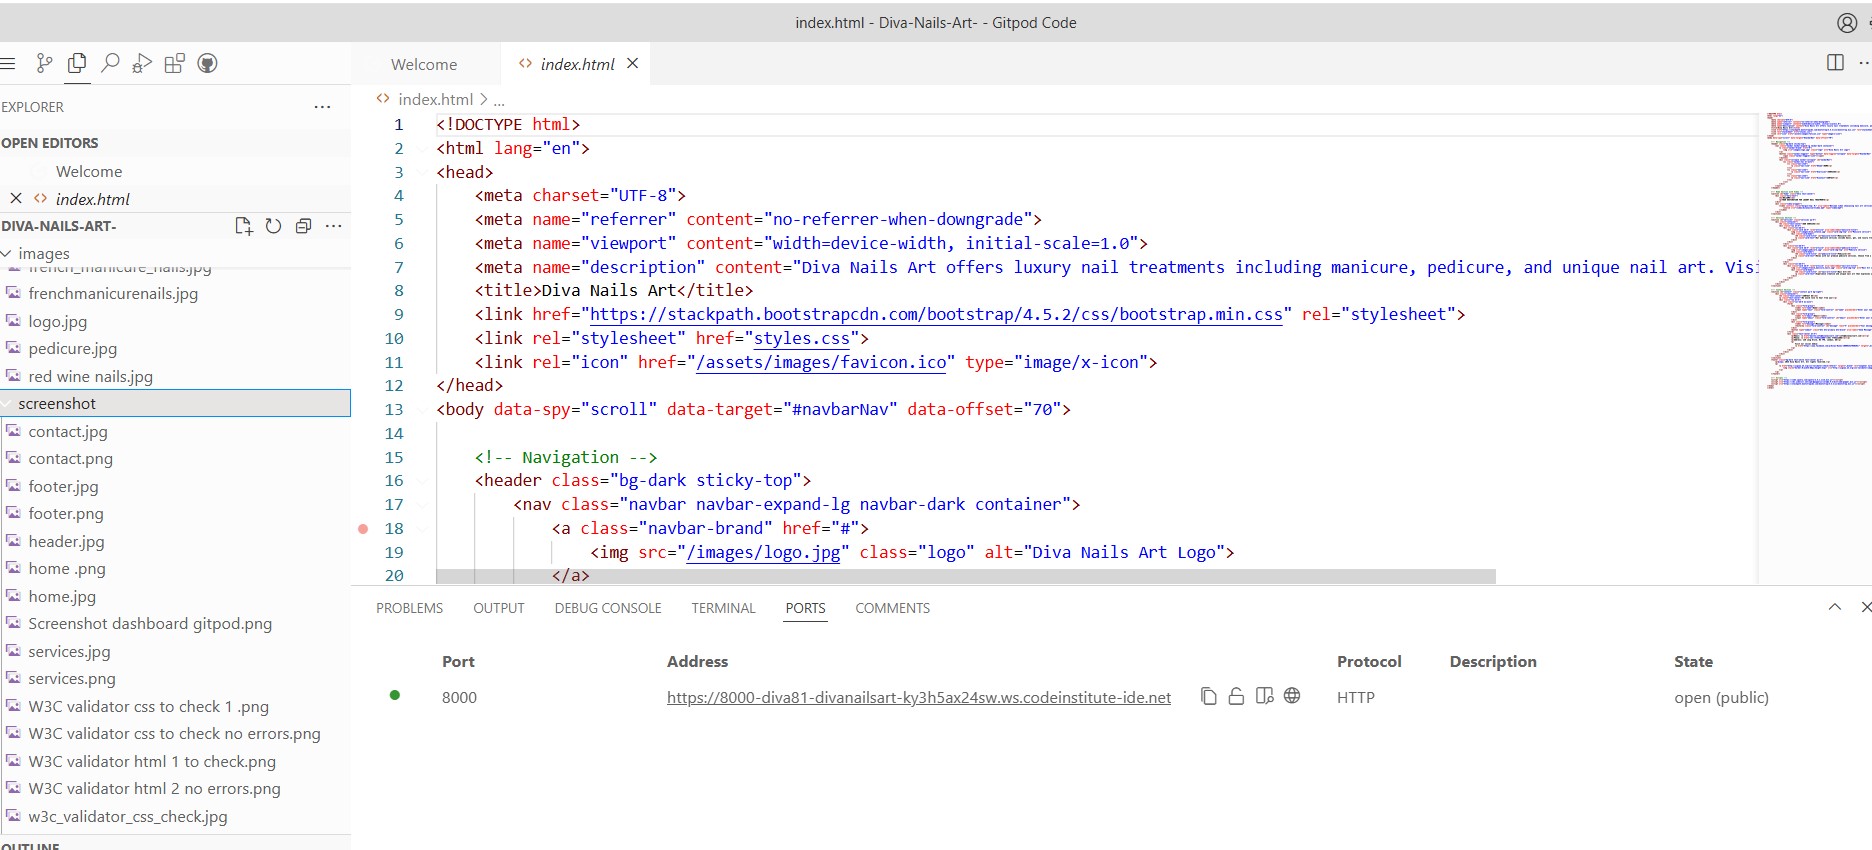 index.html - Diva-Nails-Art- - Gitpod Code
Welcome
<> index.html
EXPLORER
<> index.html > ...
OPEN EDITORS
Welcome
<> index.html
DIVA-NAILS-ART-
images
french_manicure_nails.jpg
frenchmanicurenails.jpg
logo.jpg
pedicure.jpg
red wine nails.jpg
screenshot
contact.jpg
contact.png
footer.jpg
footer.png
header.jpg
home .png
home.jpg
Screenshot dashboard gitpod.png
services.jpg
services.png
W3C validator css to check 1 .png
W3C validator css to check no errors.png
W3C validator html 1 to check.png
W3C validator html 2 no errors.png
w3c_validator_css_check.jpg
OUTLINE
1 <!DOCTYPE html>
2 <html lang="en">
3 <head>
4 <meta charset="UTF-8">
5 <meta name="referrer" content="no-referrer-when-downgrade">
6 <meta name="viewport" content="width=device-width, initial-scale=1.0">
7 <meta name="description" content="Diva Nails Art offers luxury nail treatments including manicure, pedicure, and unique nail art. Visi
8 <title>Diva Nails Art</title>
9 <link href="https://stackpath.bootstrapcdn.com/bootstrap/4.5.2/css/bootstrap.min.css" rel="stylesheet">
10 <link rel="stylesheet" href="styles.css">
11 <link rel="icon" href="/assets/images/favicon.ico" type="image/x-icon">
12 </head>
13 <body data-spy="scroll" data-target="#navbarNav" data-offset="70">
14
15 <!-- Navigation -->
16 <header class="bg-dark sticky-top">
17 <nav class="navbar navbar-expand-lg navbar-dark container">
18 <a class="navbar-brand" href="#">
19 <img src="/images/logo.jpg" class="logo" alt="Diva Nails Art Logo">
20 </a>
PROBLEMS OUTPUT DEBUG CONSOLE TERMINAL PORTS COMMENTS
Port Address Protocol Description State
8000 https://8000-diva81-divanailsart-ky3h5ax24sw.ws.codeinstitute-ide.net HTTP open (public)